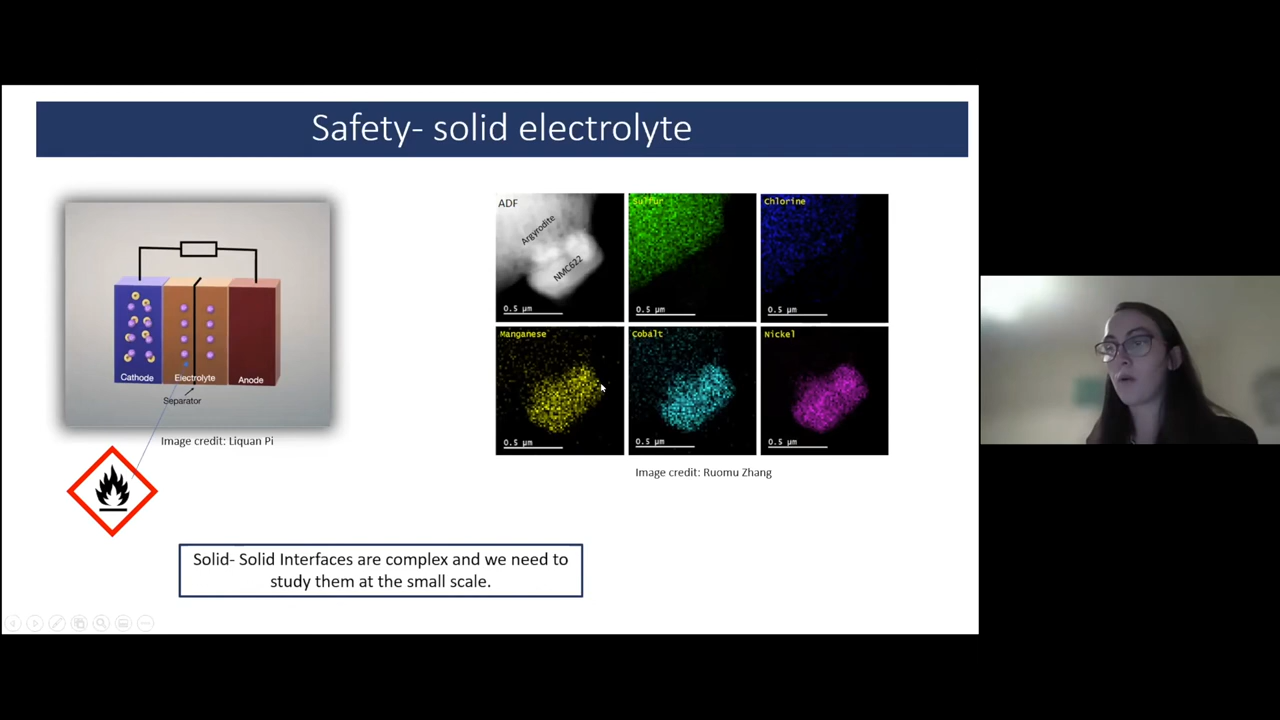 Safety- solid electrolyte
Cathode
Electrolyte
Anode
Separator
Image credit: Liquan Pi
ADF
Argyrodite
NMC622
0.5 μm
Sulfur
0.5 μm
Chlorine
0.5 μm
Manganese
0.5 μm
Cobalt
0.5 μm
Nickel
0.5 μm
Image credit: Ruomu Zhang
Solid- Solid Interfaces are complex and we need to
study them at the small scale.